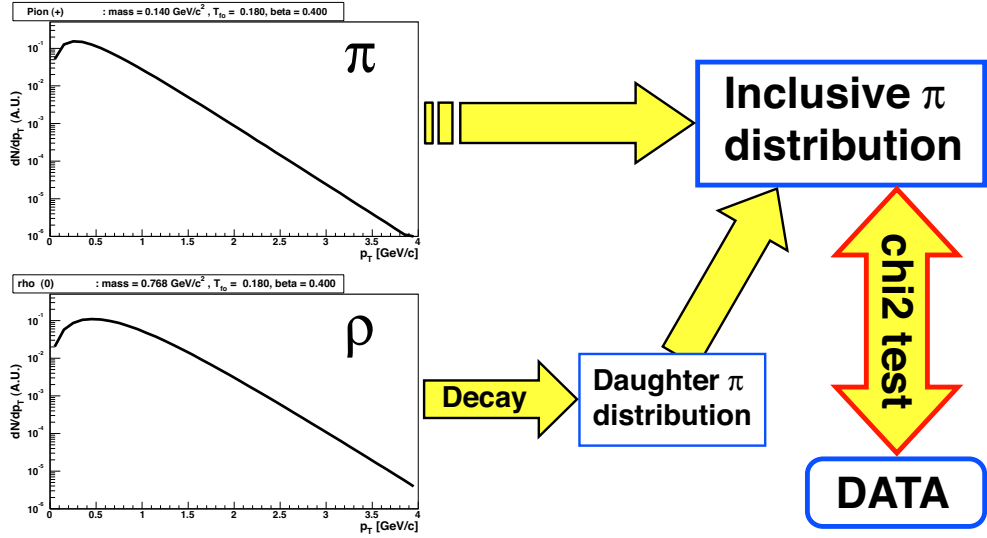 Pion (+) : mass = 0.140 GeV/c², T_fo = 0.180, beta = 0.400
dN/dp_T (A.U.)
10⁻¹
10⁻²
10⁻³
10⁻⁴
10⁻⁵
10⁻⁶
π
0 0.5 1 1.5 2 2.5 3 3.5 4
p_T [GeV/c]
Inclusive π
distribution
rho (0) : mass = 0.768 GeV/c², T_fo = 0.180, beta = 0.400
dN/dp_T (A.U.)
1
10⁻¹
10⁻²
10⁻³
10⁻⁴
10⁻⁵
10⁻⁶
ρ
0 0.5 1 1.5 2 2.5 3 3.5 4
p_T [GeV/c]
Decay
Daughter π
distribution
chi2 test
DATA